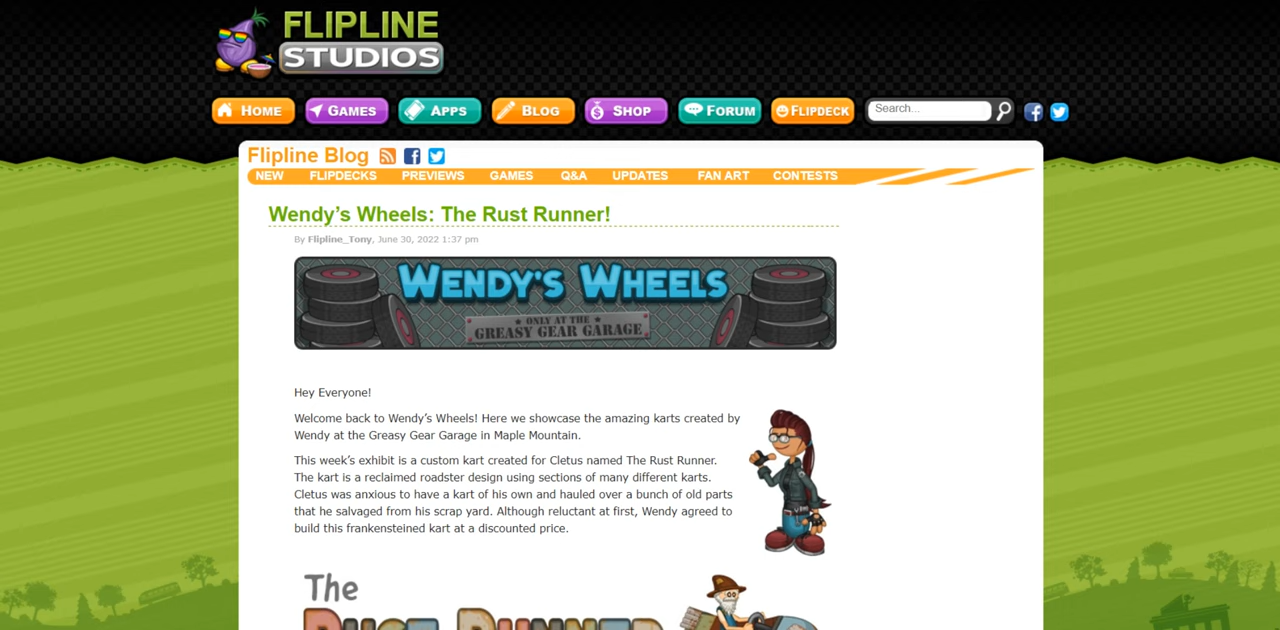 FLIPLINE
STUDIOS
HOME GAMES APPS BLOG SHOP FORUM FLIPDECK Search...
Flipline Blog
NEW FLIPDECKS PREVIEWS GAMES Q&A UPDATES FAN ART CONTESTS
Wendy's Wheels: The Rust Runner!
By Flipline_Tony, June 30, 2022 1:37 pm
WENDY'S WHEELS
ONLY AT THE
GREASY GEAR GARAGE
Hey Everyone!
Welcome back to Wendy's Wheels! Here we showcase the amazing karts created by
Wendy at the Greasy Gear Garage in Maple Mountain.
This week's exhibit is a custom kart created for Cletus named The Rust Runner.
The kart is a reclaimed roadster design using sections of many different karts.
Cletus was anxious to have a kart of his own and hauled over a bunch of old parts
that he salvaged from his scrap yard. Although reluctant at first, Wendy agreed to
build this frankensteined kart at a discounted price.
The
RUST RUNNER